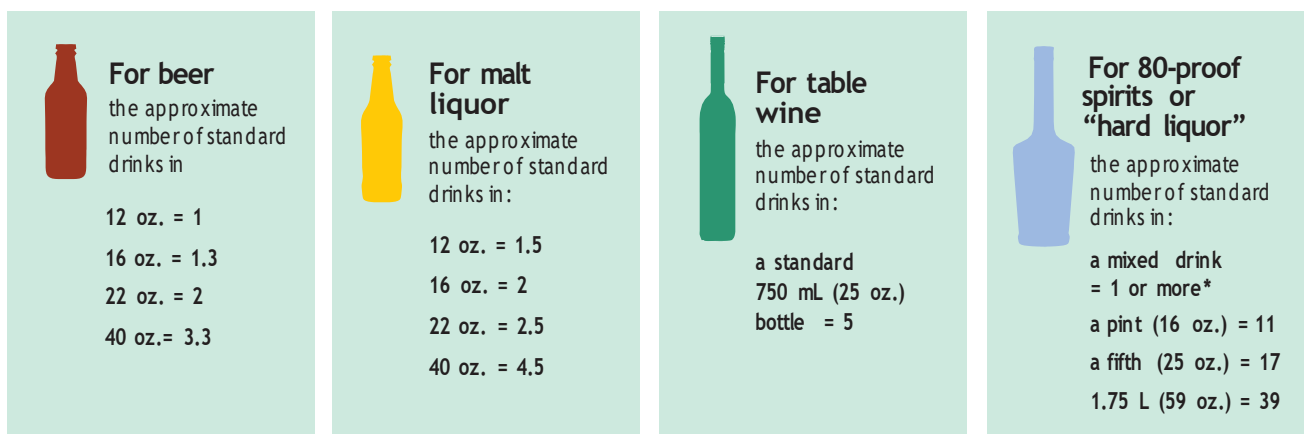 For beer
the approximate
number of standard
drinks in
12 oz. = 1
16 oz. = 1.3
22 oz. = 2
40 oz.= 3.3
For malt
liquor
the approximate
number of standard
drinks in:
12 oz. = 1.5
16 oz. = 2
22 oz. = 2.5
40 oz. = 4.5
For table
wine
the approximate
number of standard
drinks in:
a standard
750 mL (25 oz.)
bottle = 5
For 80-proof
spirits or
“hard liquor”
the approximate
number of standard
drinks in:
a mixed drink
= 1 or more*
a pint (16 oz.) = 11
a fifth (25 oz.) = 17
1.75 L (59 oz.) = 39